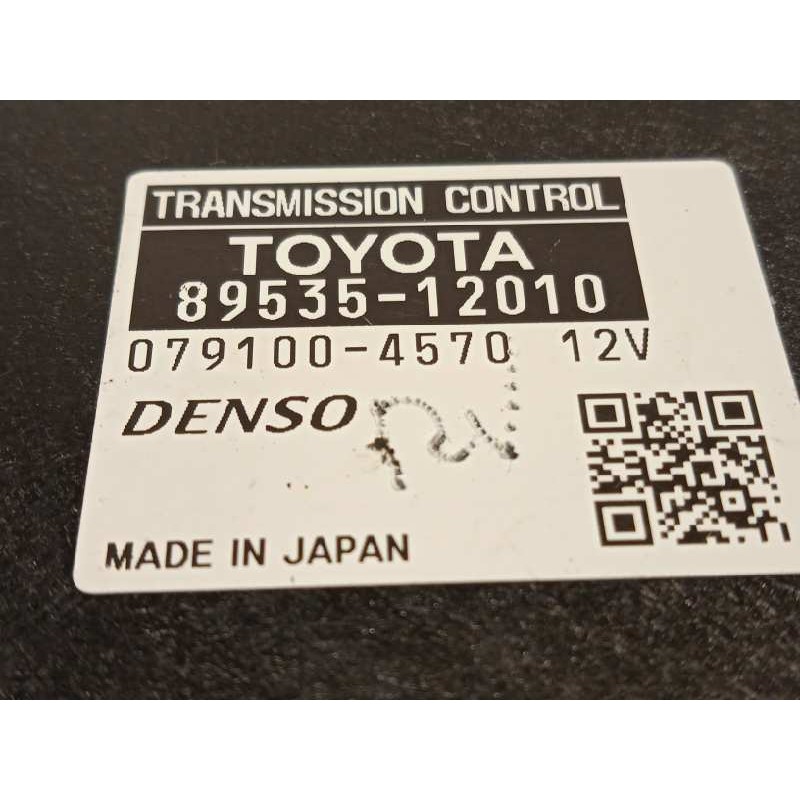 TRANSMISSION CONTROL
TOYOTA
89535-12010
079100-4570 12V
DENSO
MADE IN JAPAN